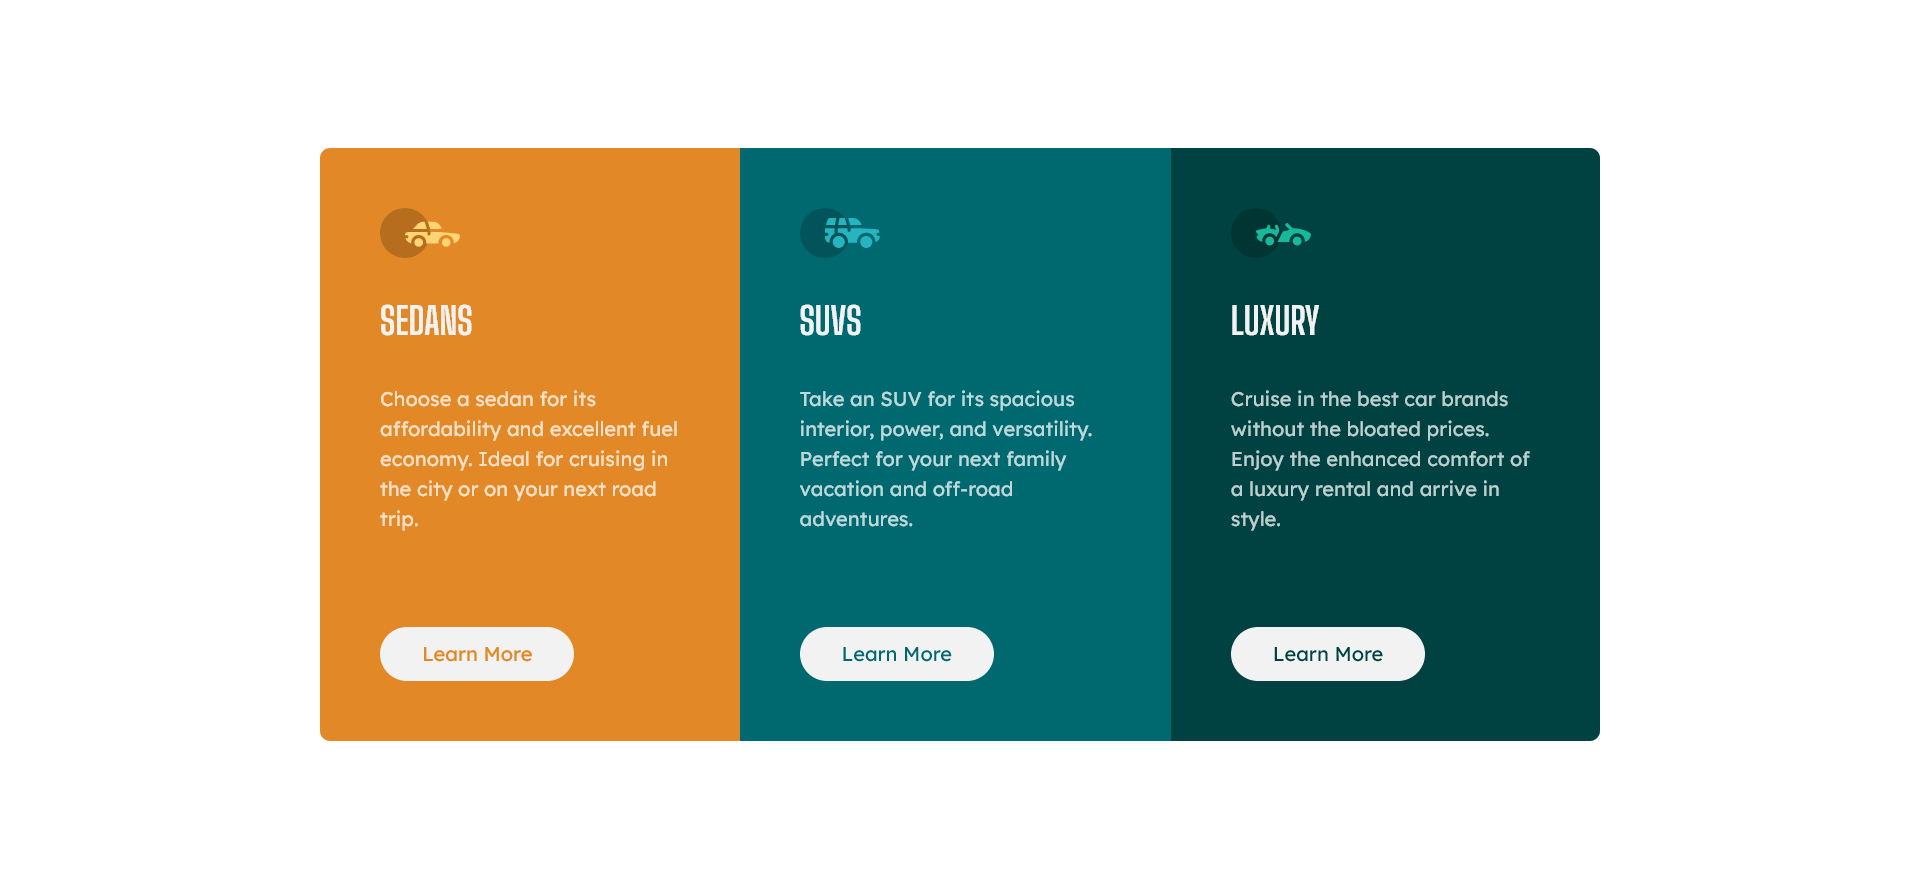 SEDANS
Choose a sedan for its
affordability and excellent fuel
economy. Ideal for cruising in
the city or on your next road
trip.
Learn More
SUVS
Take an SUV for its spacious
interior, power, and versatility.
Perfect for your next family
vacation and off-road
adventures.
Learn More
LUXURY
Cruise in the best car brands
without the bloated prices.
Enjoy the enhanced comfort of
a luxury rental and arrive in
style.
Learn More